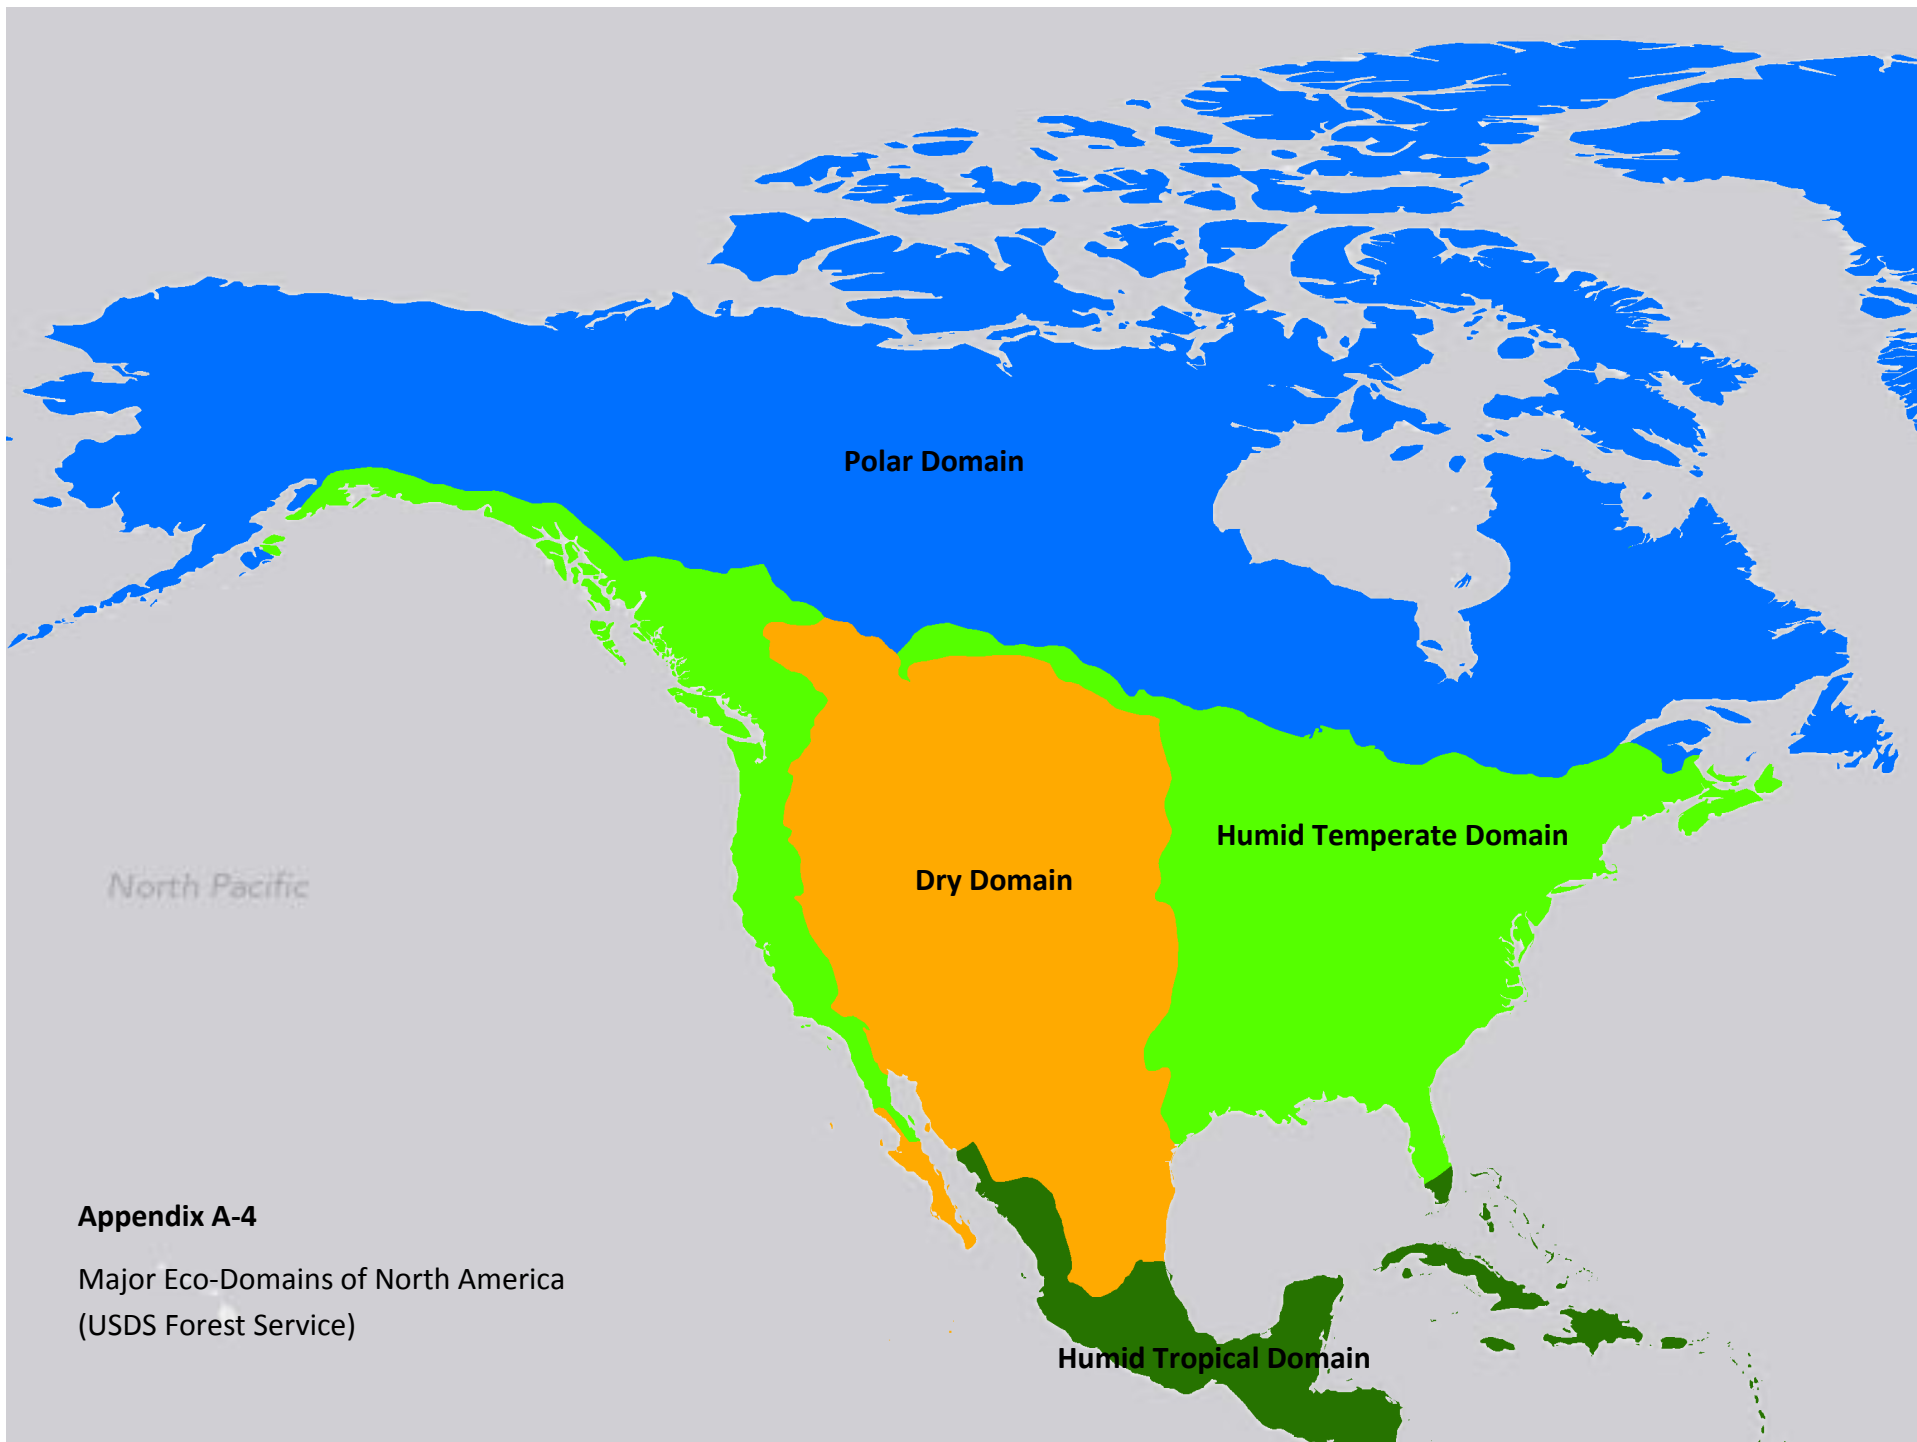 Polar Domain
Humid Temperate Domain
Dry Domain
North Pacific
Appendix A-4
Major Eco-Domains of North America
(USDS Forest Service)
Humid Tropical Domain